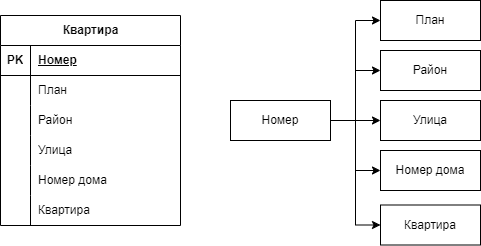 Квартира
PK Номер
План
Район
Улица
Номер дома
Квартира
Номер
План
Район
Улица
Номер дома
Квартира